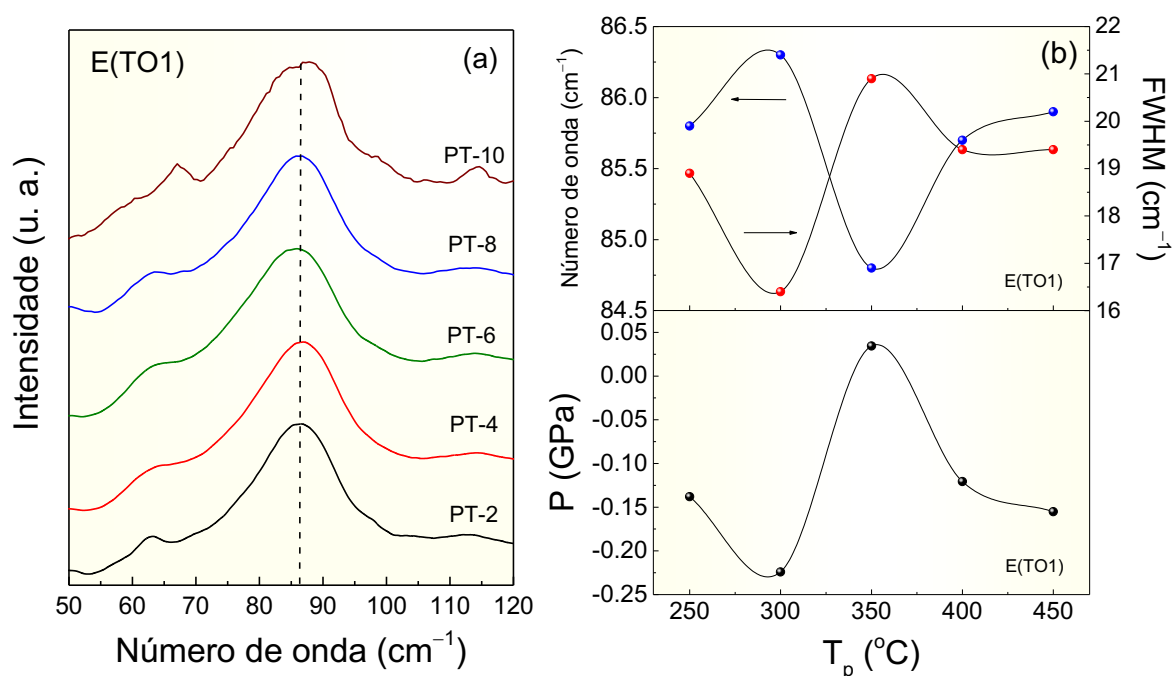 E(TO1)
(a)
PT-10
PT-8
PT-6
PT-4
PT-2
Intensidade (u. a.)
50 60 70 80 90 100 110 120
Número de onda (cm⁻¹)
(b)
86.5
86.0
85.5
85.0
84.5
Número de onda (cm⁻¹)
22
21
20
19
18
17
16
FWHM (cm⁻¹)
E(TO1)
0.05
0.00
-0.05
-0.10
-0.15
-0.20
-0.25
P (GPa)
E(TO1)
250 300 350 400 450
Tₚ (°C)